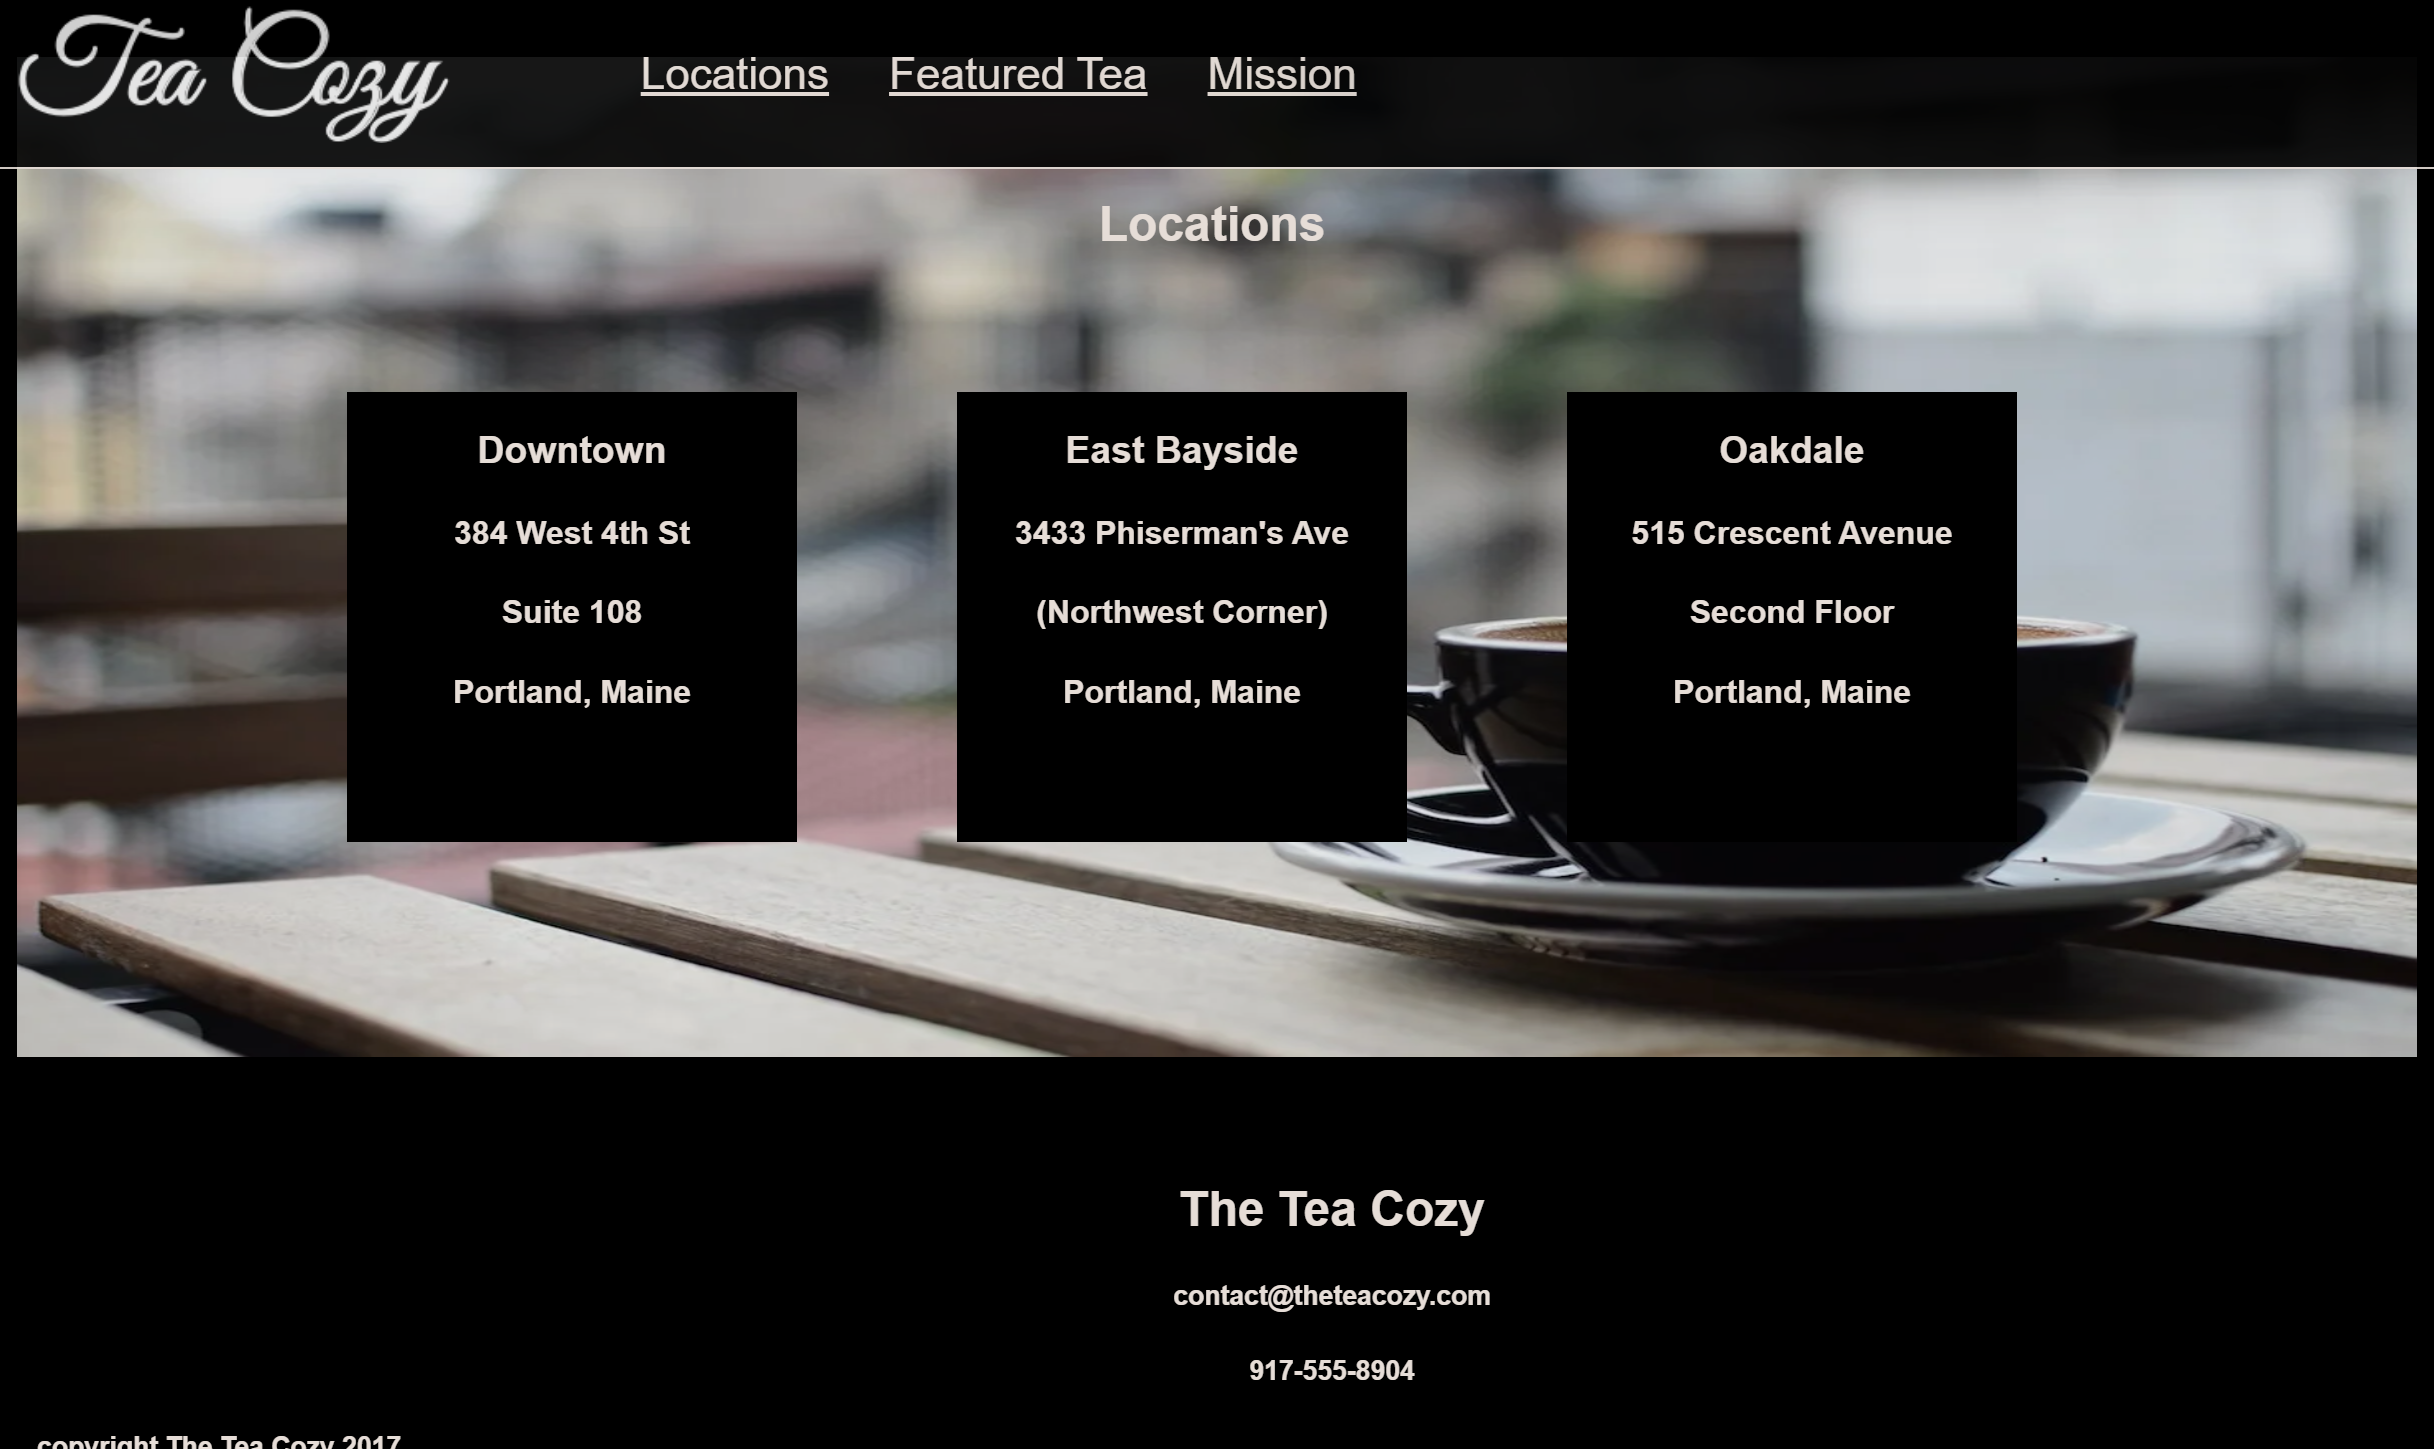 Tea Cozy
Locations Featured Tea Mission
Locations
Downtown
384 West 4th St
Suite 108
Portland, Maine
East Bayside
3433 Phiserman's Ave
(Northwest Corner)
Portland, Maine
Oakdale
515 Crescent Avenue
Second Floor
Portland, Maine
The Tea Cozy
contact@theteacozy.com
917-555-8904
copyright The Tea Cozy 2017